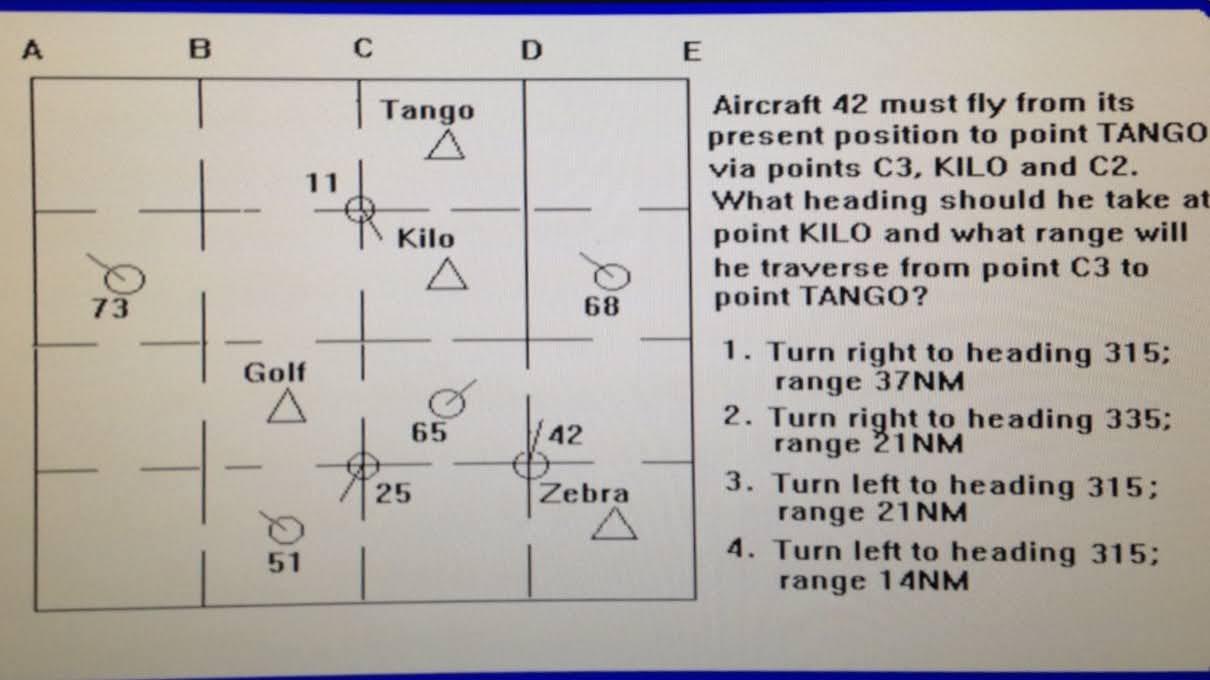 A B C D E
Tango
11
Kilo
73
68
Golf
65
42
25
Zebra
51
Aircraft 42 must fly from its
present position to point TANGO
via points C3, KILO and C2.
What heading should he take at
point KILO and what range will
he traverse from point C3 to
point TANGO?
1. Turn right to heading 315;
range 37NM
2. Turn right to heading 335;
range 21NM
3. Turn left to heading 315;
range 21NM
4. Turn left to heading 315;
range 14NM